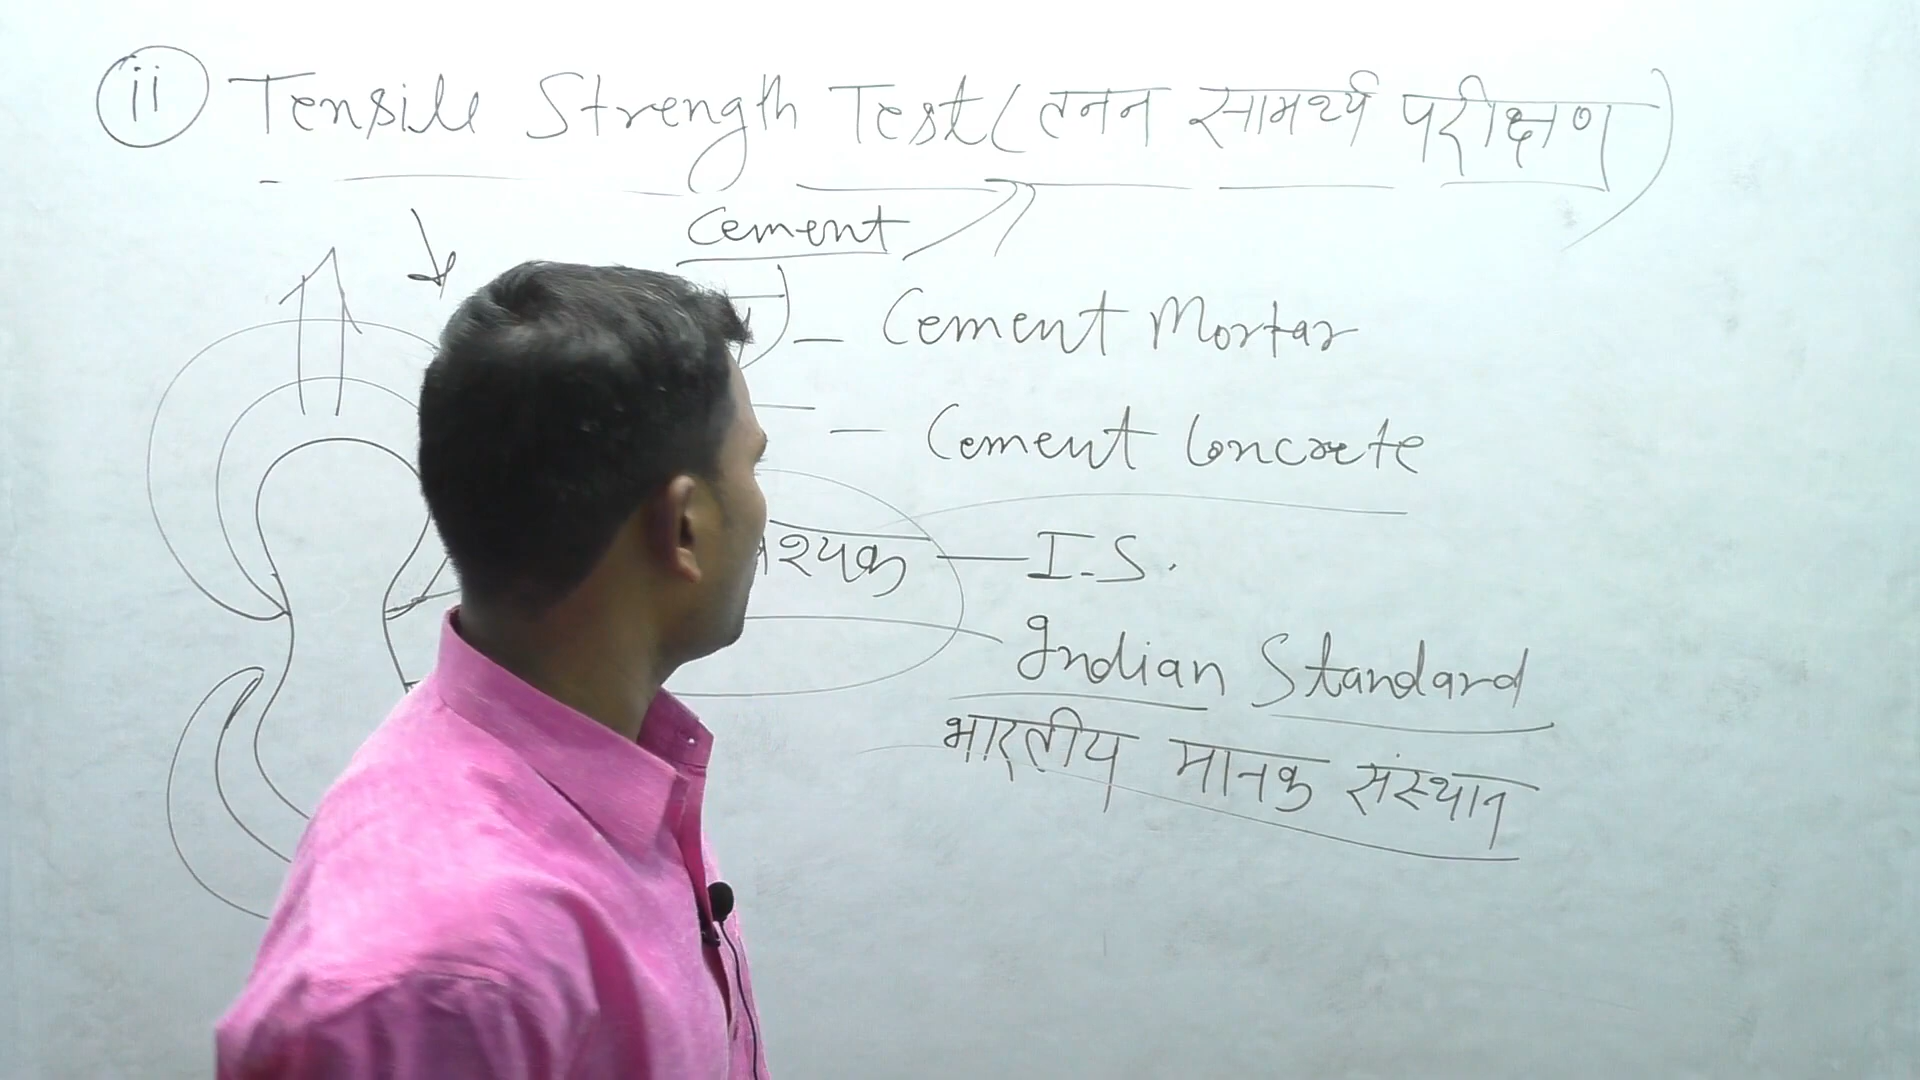 ii Tensile Strength Test (तनन सामर्थ्य परीक्षण)
Cement
– Cement Mortar
– Cement Concrete
श्यक — I.S.
Indian Standard
भारतीय मानक संस्थान